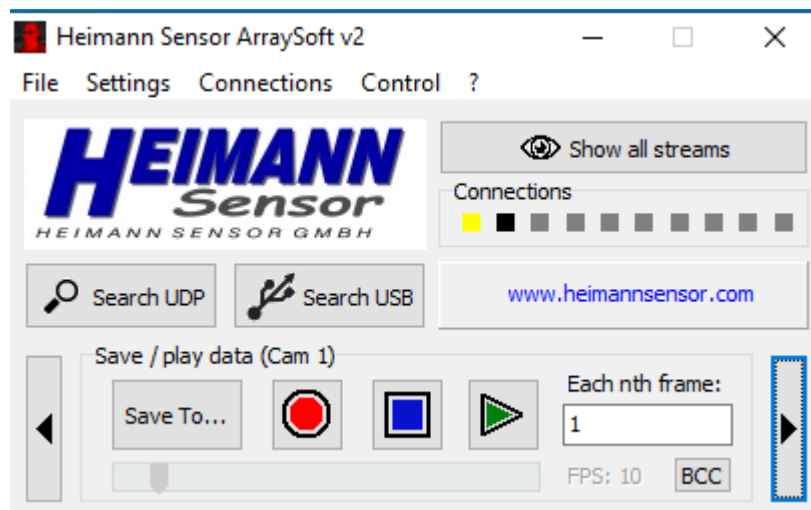 Heimann Sensor ArraySoft v2
File Settings Connections Control ?
HEIMANN
Sensor
HEIMANN SENSOR GMBH
Show all streams
Connections
Search UDP
Search USB
www.heimannsensor.com
Save / play data (Cam 1)
Save To...
Each nth frame:
1
FPS: 10
BCC